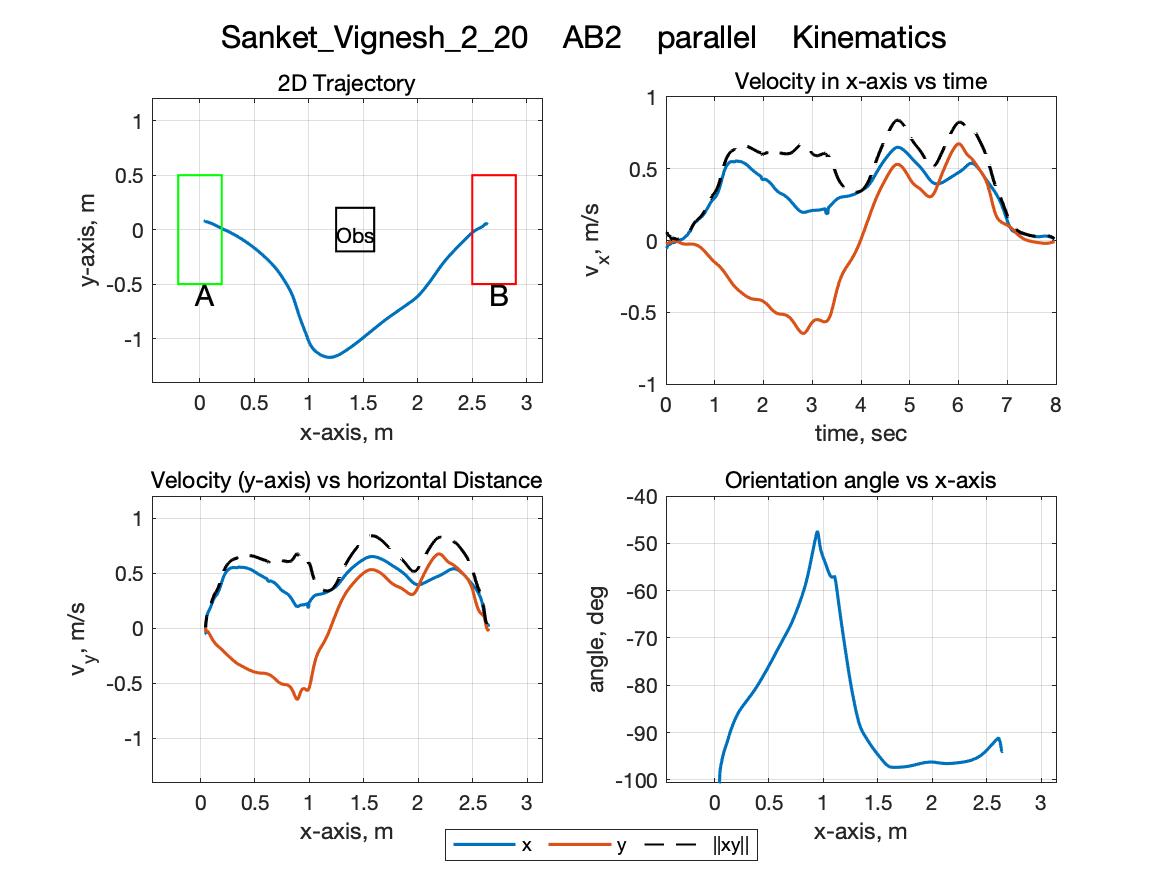 Sanket_Vignesh_2_20 AB2 parallel Kinematics
2D Trajectory
1
0.5
0
-0.5
-1
y-axis, m
Obs
A
B
0 0.5 1 1.5 2 2.5 3
x-axis, m
Velocity in x-axis vs time
1
0.5
0
-0.5
-1
v_x, m/s
0 1 2 3 4 5 6 7 8
time, sec
Velocity (y-axis) vs horizontal Distance
1
0.5
0
-0.5
-1
v_y, m/s
0 0.5 1 1.5 2 2.5 3
x-axis, m
Orientation angle vs x-axis
-40
-50
-60
-70
-80
-90
-100
angle, deg
0 0.5 1 1.5 2 2.5 3
x-axis, m
x y ||xy||